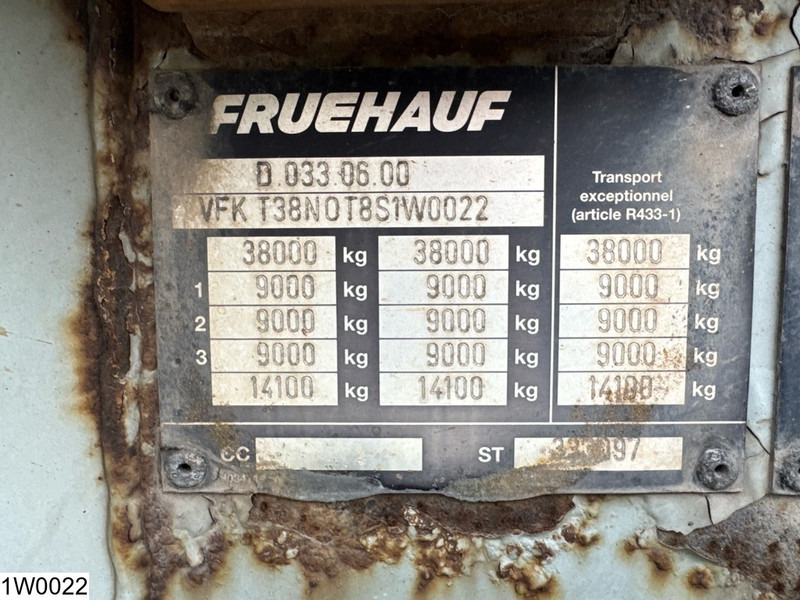 FRUEHAUF
D 033 06 00
VFK T38N0T8S1W0022
Transport
exceptionnel
(article R433-1)
38000 kg 38000 kg 38000 kg
1 9000 kg 9000 kg 9000 kg
2 9000 kg 9000 kg 9000 kg
3 9000 kg 9000 kg 9000 kg
14100 kg 14100 kg 14100 kg
CC ST
1W0022